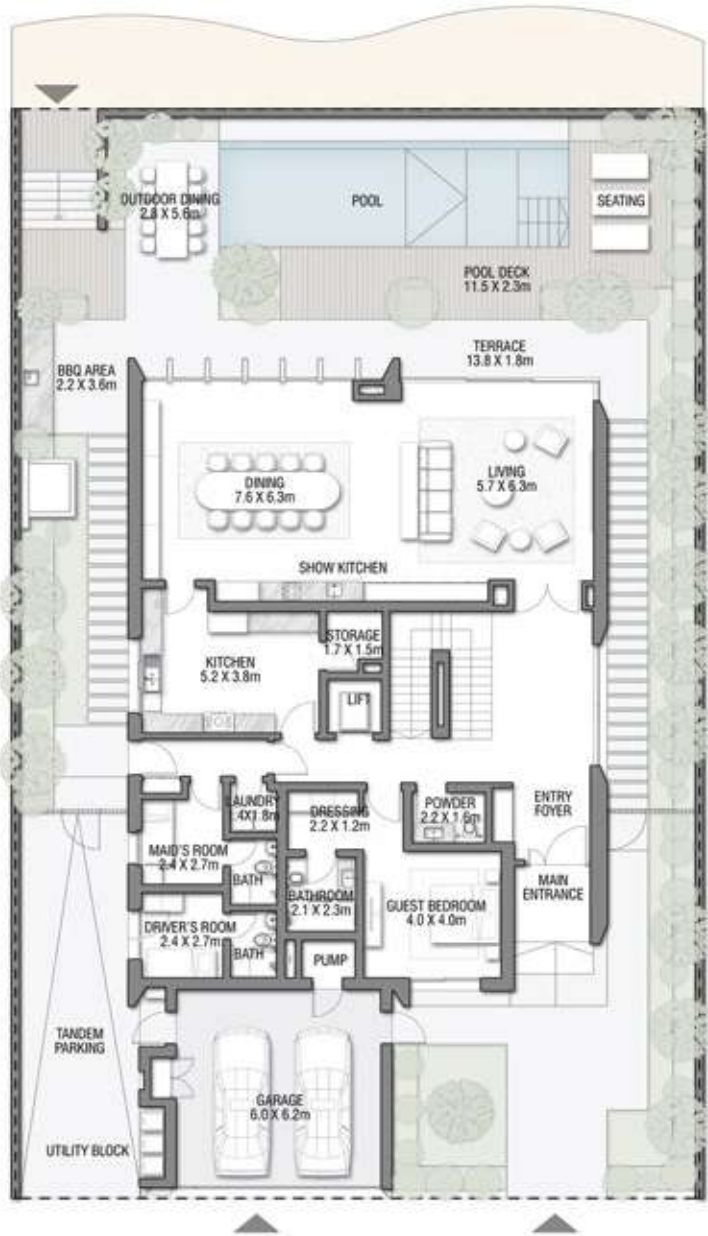 OUTDOOR DINING
2.8 X 5.6m
POOL
SEATING
POOL DECK
11.5 X 2.3m
TERRACE
13.8 X 1.8m
BBQ AREA
2.2 X 3.6m
DINING
7.6 X 6.3m
LIVING
5.7 X 6.3m
SHOW KITCHEN
STORAGE
1.7 X 1.5m
KITCHEN
5.2 X 3.8m
LIFT
LAUNDRY
.4X1.8m
DRESSING
2.2 X 1.2m
POWDER
2.2 X 1.6m
ENTRY
FOYER
MAID'S ROOM
2.4 X 2.7m
BATH
BATHROOM
2.1 X 2.3m
GUEST BEDROOM
4.0 X 4.0m
MAIN
ENTRANCE
DRIVER'S ROOM
2.4 X 2.7m
BATH
PUMP
TANDEM
PARKING
GARAGE
6.0 X 6.2m
UTILITY BLOCK